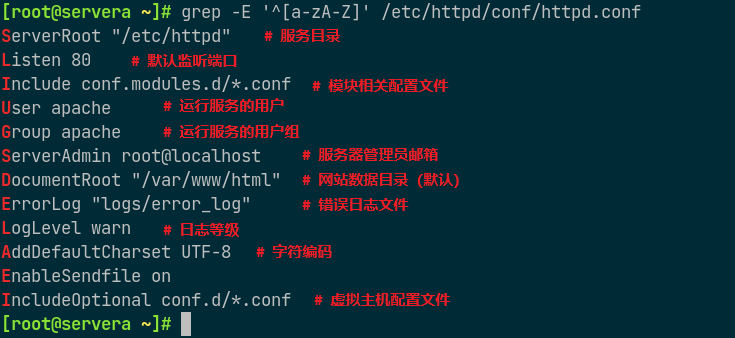 [root@servera ~]# grep -E '^[a-zA-Z]' /etc/httpd/conf/httpd.conf
ServerRoot "/etc/httpd" # 服务目录
Listen 80 # 默认监听端口
Include conf.modules.d/*.conf # 模块相关配置文件
User apache # 运行服务的用户
Group apache # 运行服务的用户组
ServerAdmin root@localhost # 服务器管理员邮箱
DocumentRoot "/var/www/html" # 网站数据目录（默认）
ErrorLog "logs/error_log" # 错误日志文件
LogLevel warn # 日志等级
AddDefaultCharset UTF-8 # 字符编码
EnableSendfile on
IncludeOptional conf.d/*.conf # 虚拟主机配置文件
[root@servera ~]#